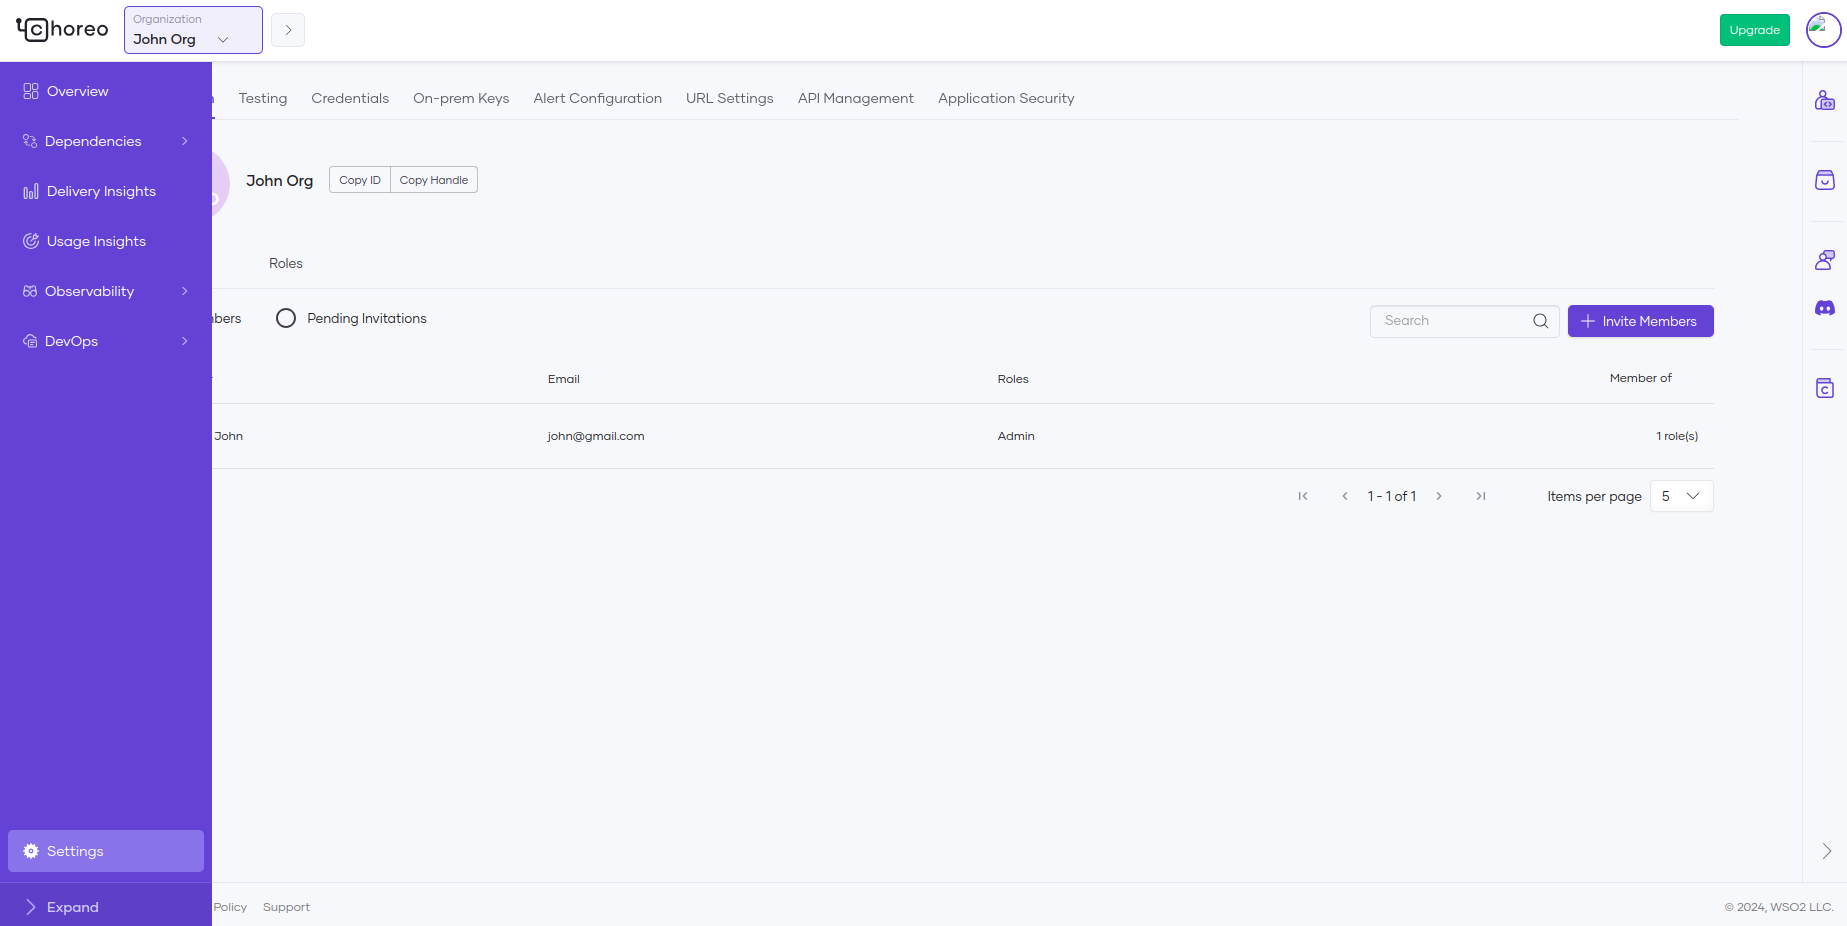 choreo
Organization
John Org
Upgrade
Overview
Dependencies
Delivery Insights
Usage Insights
Observability
DevOps
Settings
Expand
Testing Credentials On-prem Keys Alert Configuration URL Settings API Management Application Security
John Org Copy ID Copy Handle
Roles
Pending Invitations Search Invite Members
Email Roles Member of
John john@gmail.com Admin 1 role(s)
1 - 1 of 1 Items per page 5
Policy Support © 2024, WSO2 LLC.